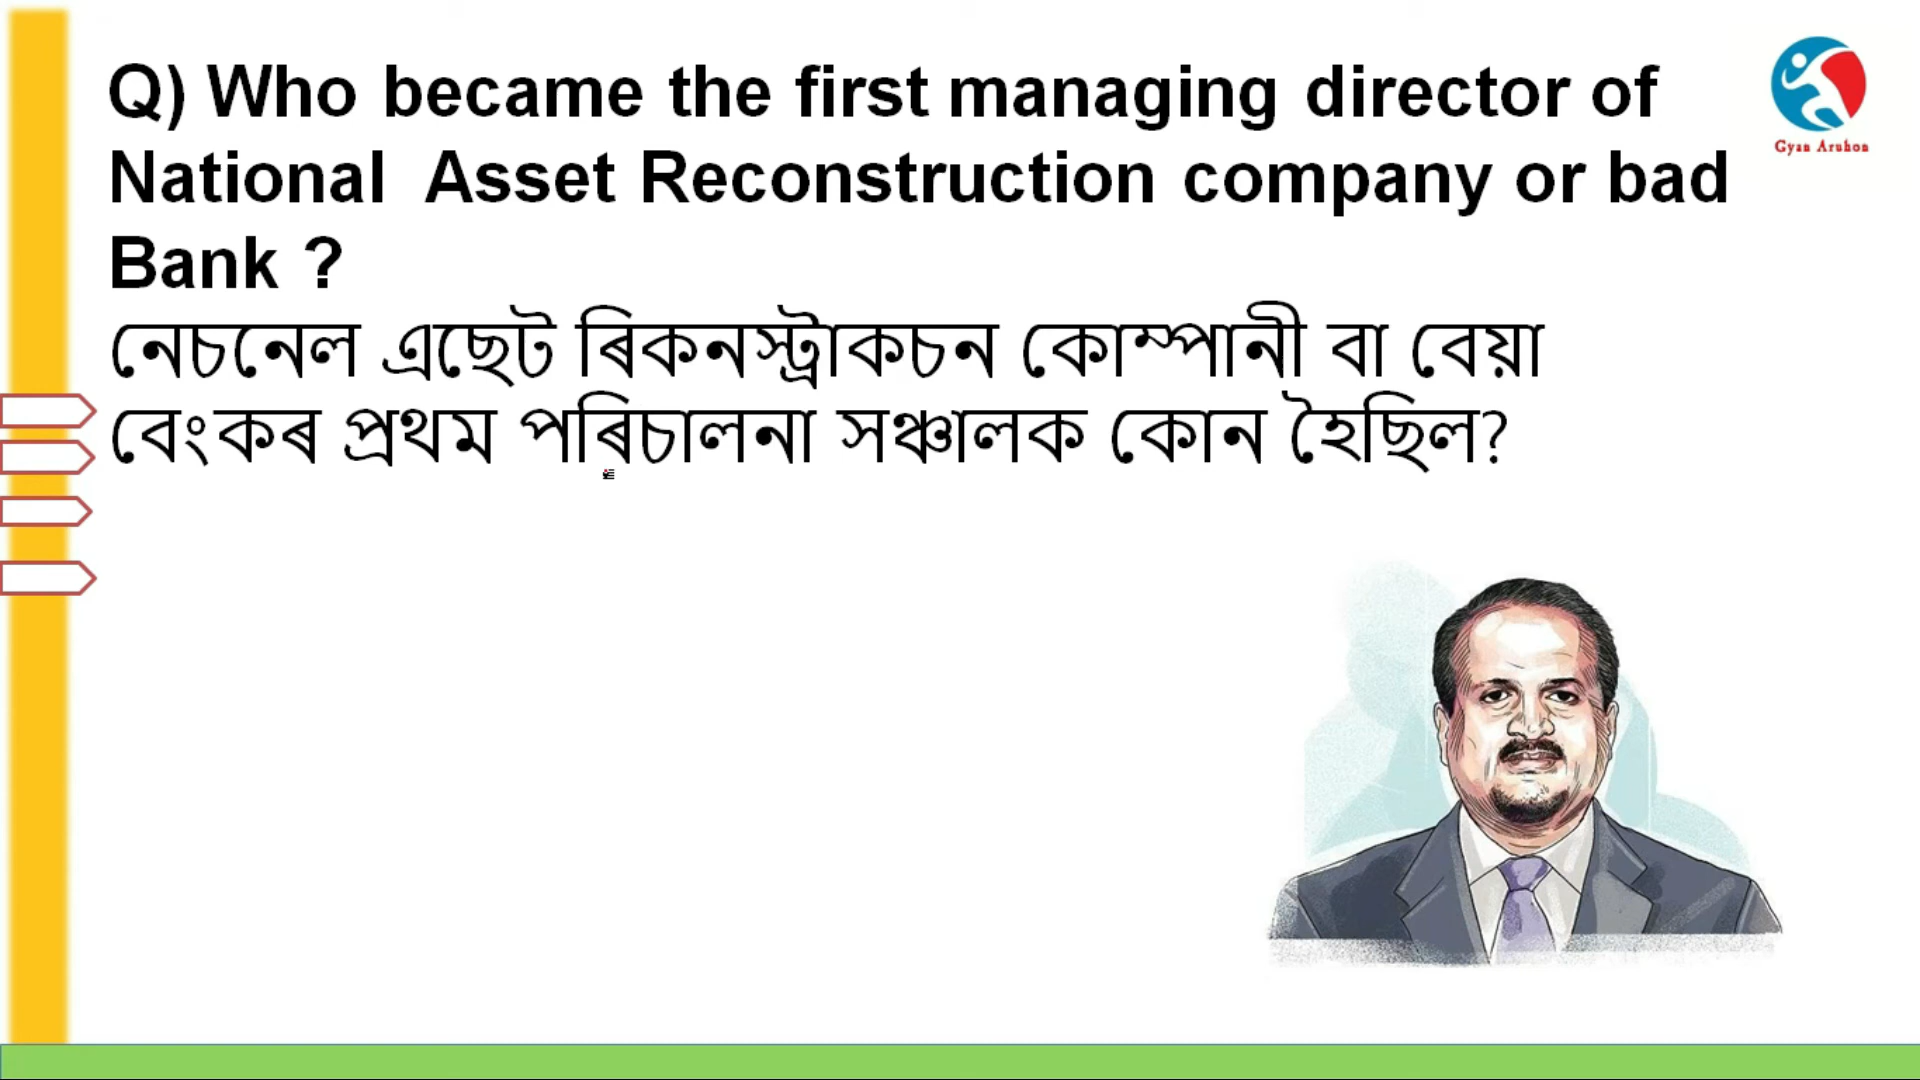 Q) Who became the first managing director of
National Asset Reconstruction company or bad
Bank ?
নেচনেল এছেট ৰিকনস্ট্ৰাকচন কোম্পানী বা বেয়া
বেংকৰ প্ৰথম পৰিচালনা সঞ্চালক কোন হৈছিল?
Gyan Aruhon